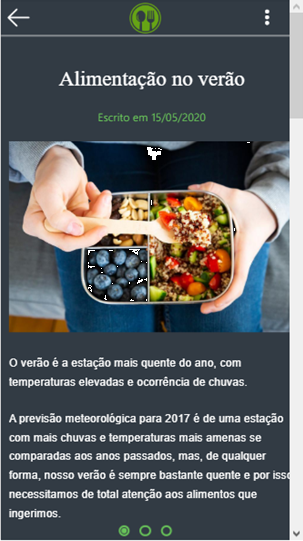 Alimentação no verão
Escrito em 15/05/2020
O verão é a estação mais quente do ano, com
temperaturas elevadas e ocorrência de chuvas.
A previsão meteorológica para 2017 é de uma estação
com mais chuvas e temperaturas mais amenas se
comparadas aos anos passados, mas, de qualquer
forma, nosso verão é sempre bastante quente e por isso
necessitamos de total atenção aos alimentos que
ingerimos.